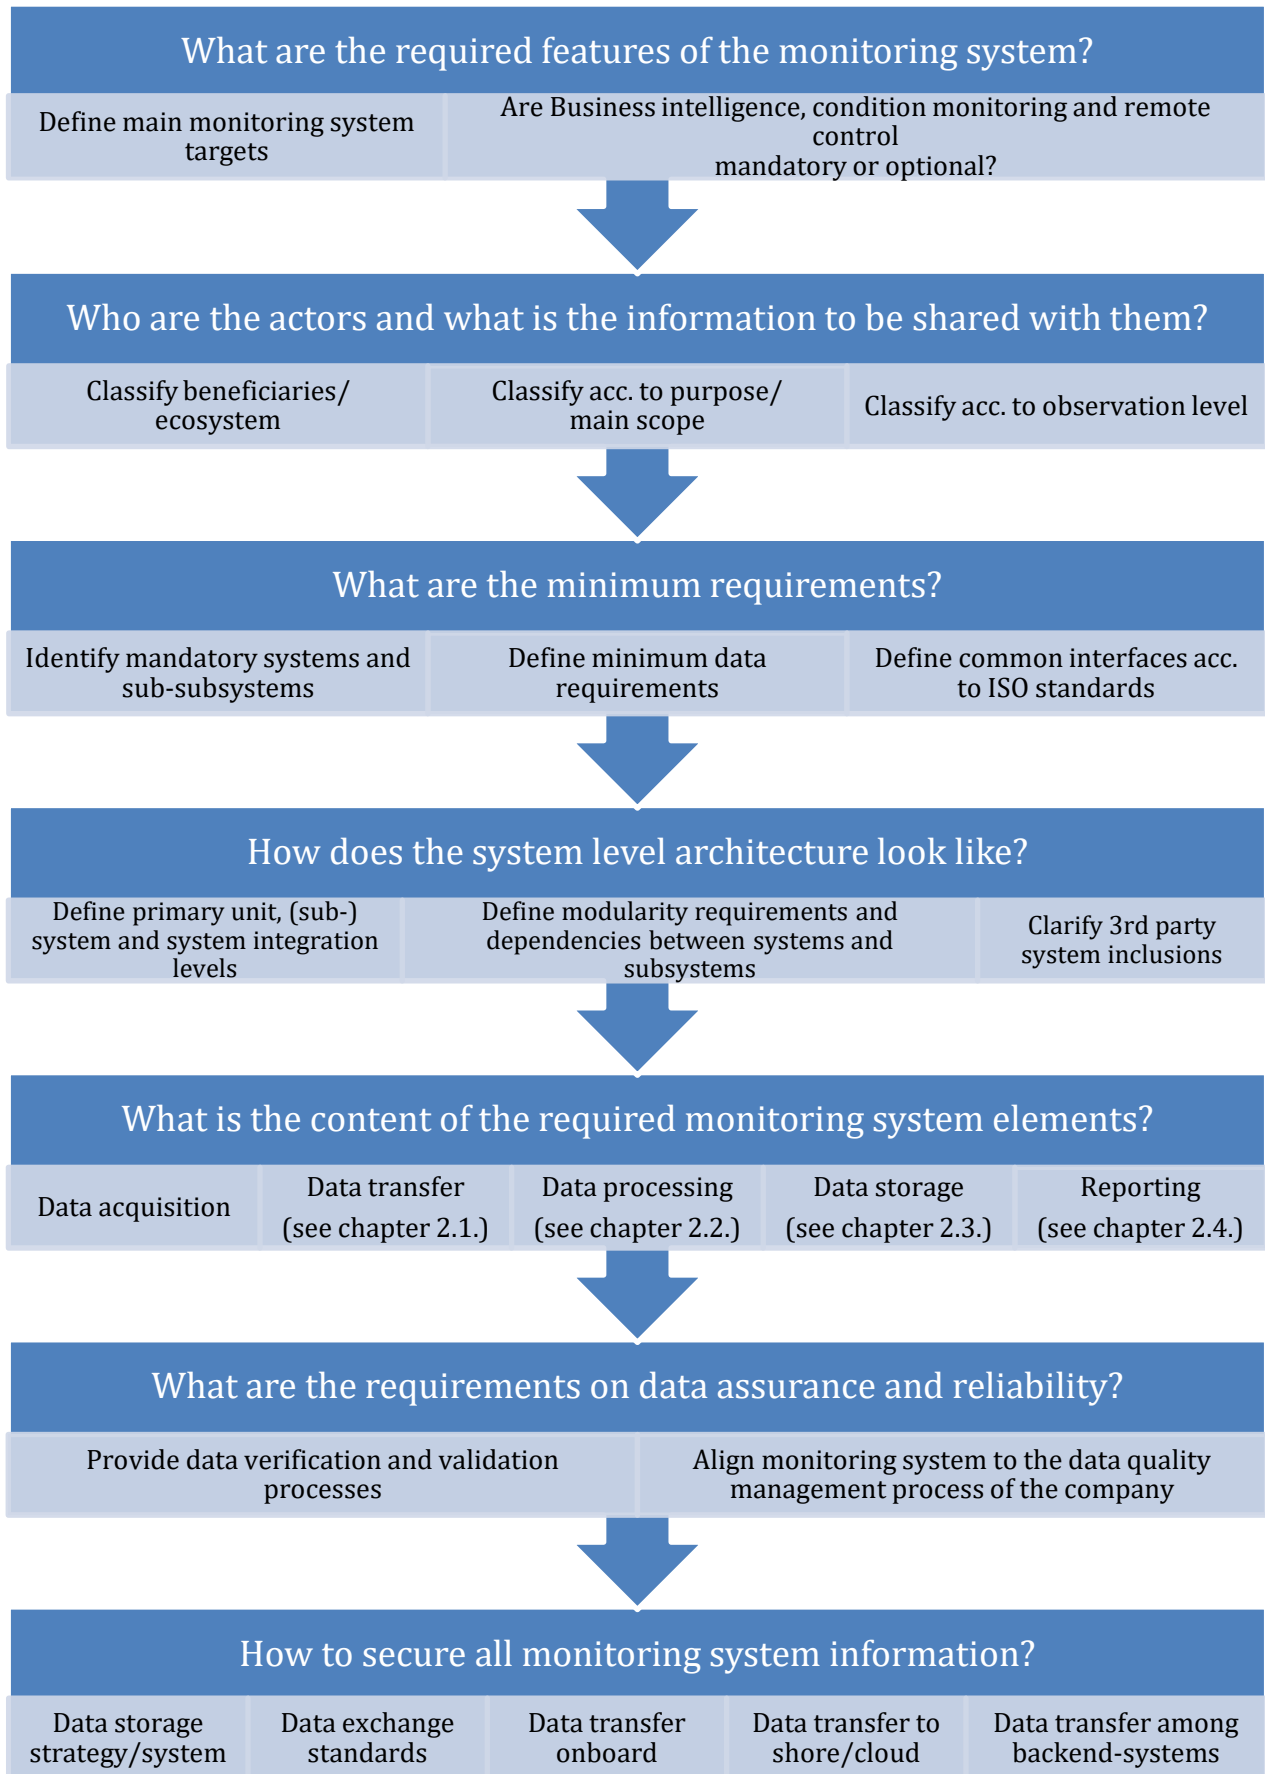 What are the required features of the monitoring system?
Define main monitoring system
targets
Are Business intelligence, condition monitoring and remote
control
mandatory or optional?
Who are the actors and what is the information to be shared with them?
Classify beneficiaries/
ecosystem
Classify acc. to purpose/
main scope
Classify acc. to observation level
What are the minimum requirements?
Identify mandatory systems and
sub-subsystems
Define minimum data
requirements
Define common interfaces acc.
to ISO standards
How does the system level architecture look like?
Define primary unit, (sub-)
system and system integration
levels
Define modularity requirements and
dependencies between systems and
subsystems
Clarify 3rd party
system inclusions
What is the content of the required monitoring system elements?
Data acquisition
Data transfer
(see chapter 2.1.)
Data processing
(see chapter 2.2.)
Data storage
(see chapter 2.3.)
Reporting
(see chapter 2.4.)
What are the requirements on data assurance and reliability?
Provide data verification and validation
processes
Align monitoring system to the data quality
management process of the company
How to secure all monitoring system information?
Data storage
strategy/system
Data exchange
standards
Data transfer
onboard
Data transfer to
shore/cloud
Data transfer among
backend-systems